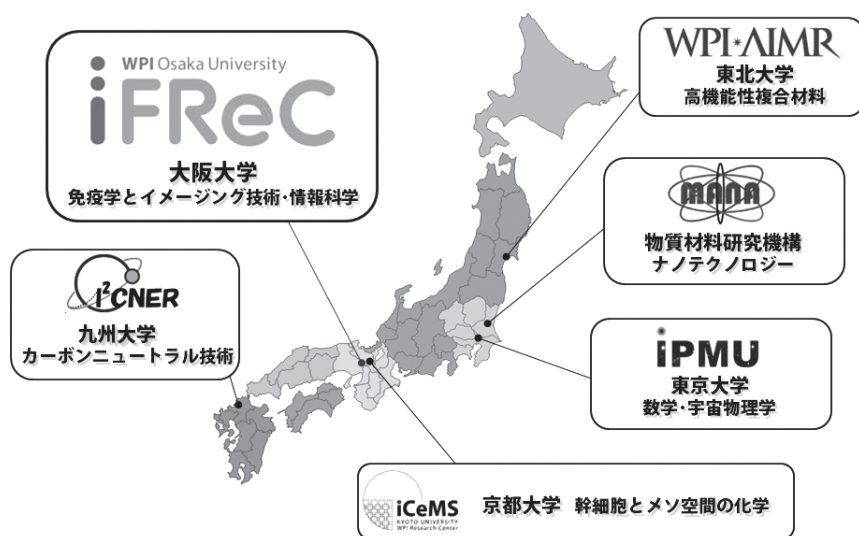 WPI Osaka University
iFReC
大阪大学
免疫学とイメージング技術・情報科学
WPI AIMR
東北大学
高機能性複合材料
MANA
物質材料研究機構
ナノテクノロジー
I²CNER
九州大学
カーボンニュートラル技術
iPMU
東京大学
数学・宇宙物理学
iCeMS
KYOTO UNIVERSITY
WPI Research Center
京都大学 幹細胞とメソ空間の化学